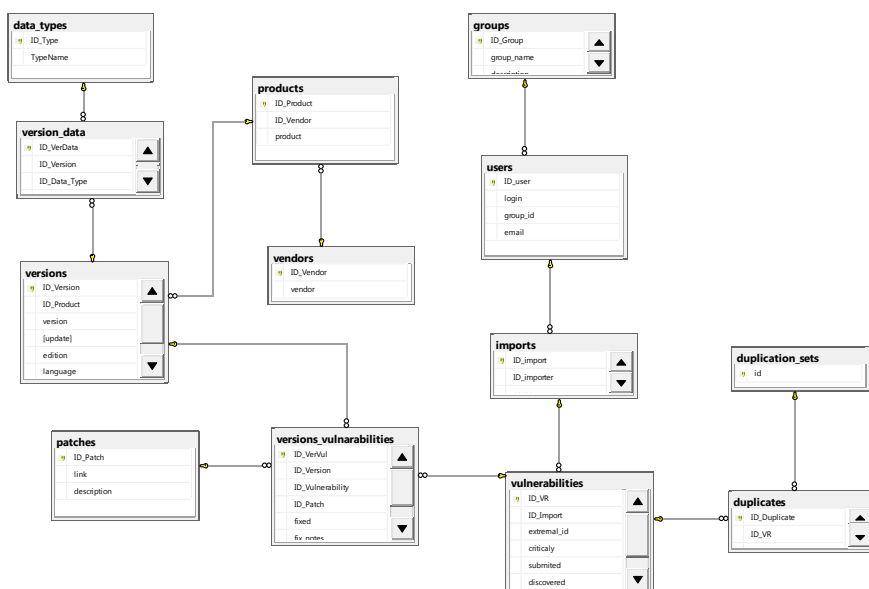 data_types
ID_Type
TypeName
groups
ID_Group
group_name
description
products
ID_Product
ID_Vendor
product
version_data
ID_VerData
ID_Version
ID_Data_Type
users
ID_user
login
group_id
email
vendors
ID_Vendor
vendor
versions
ID_Version
ID_Product
version
[update]
edition
language
imports
ID_import
ID_importer
duplication_sets
id
patches
ID_Patch
link
description
versions_vulnarabilities
ID_VerVul
ID_Version
ID_Vulnerability
ID_Patch
fixed
fix_notes
vulnerabilities
ID_VR
ID_Import
extremal_id
criticaly
submited
discovered
duplicates
ID_Duplicate
ID_VR